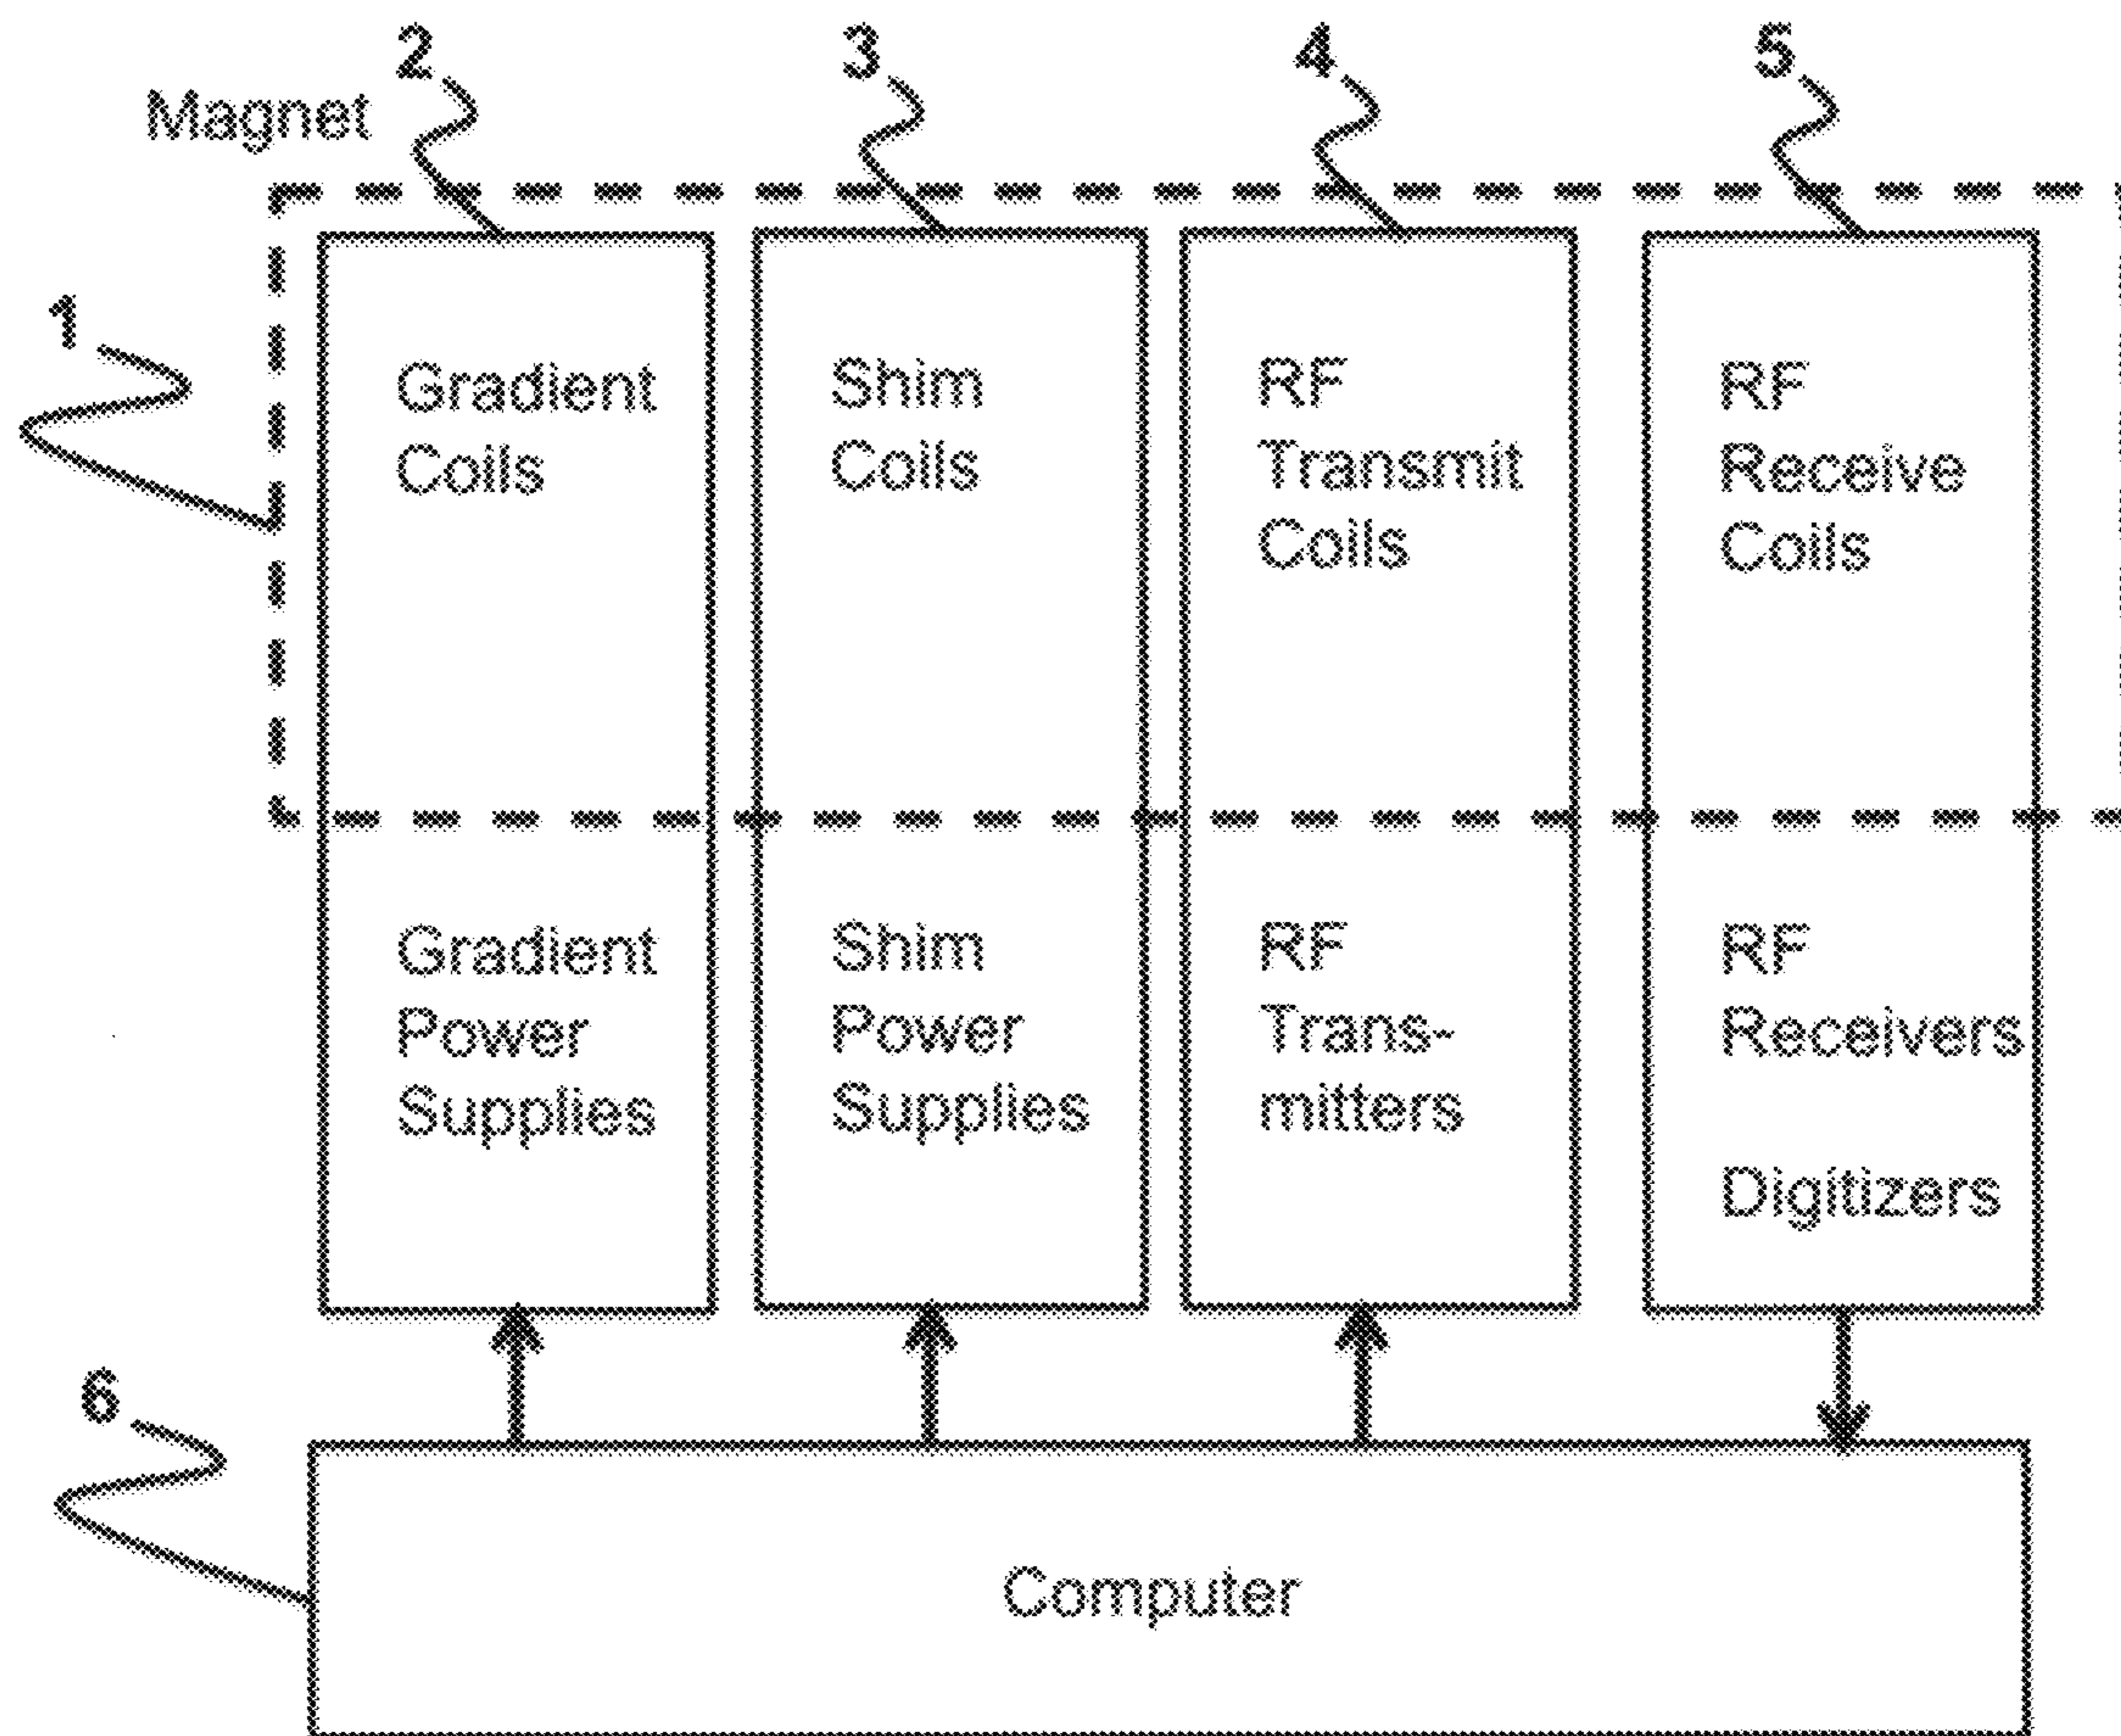 2
3
4
5
Magnet
1
Gradient
Coils
Shim
Coils
RF
Transmit
Coils
RF
Receive
Coils
Gradient
Power
Supplies
Shim
Power
Supplies
RF
Trans-
mitters
RF
Receivers
Digitizers
6
Computer